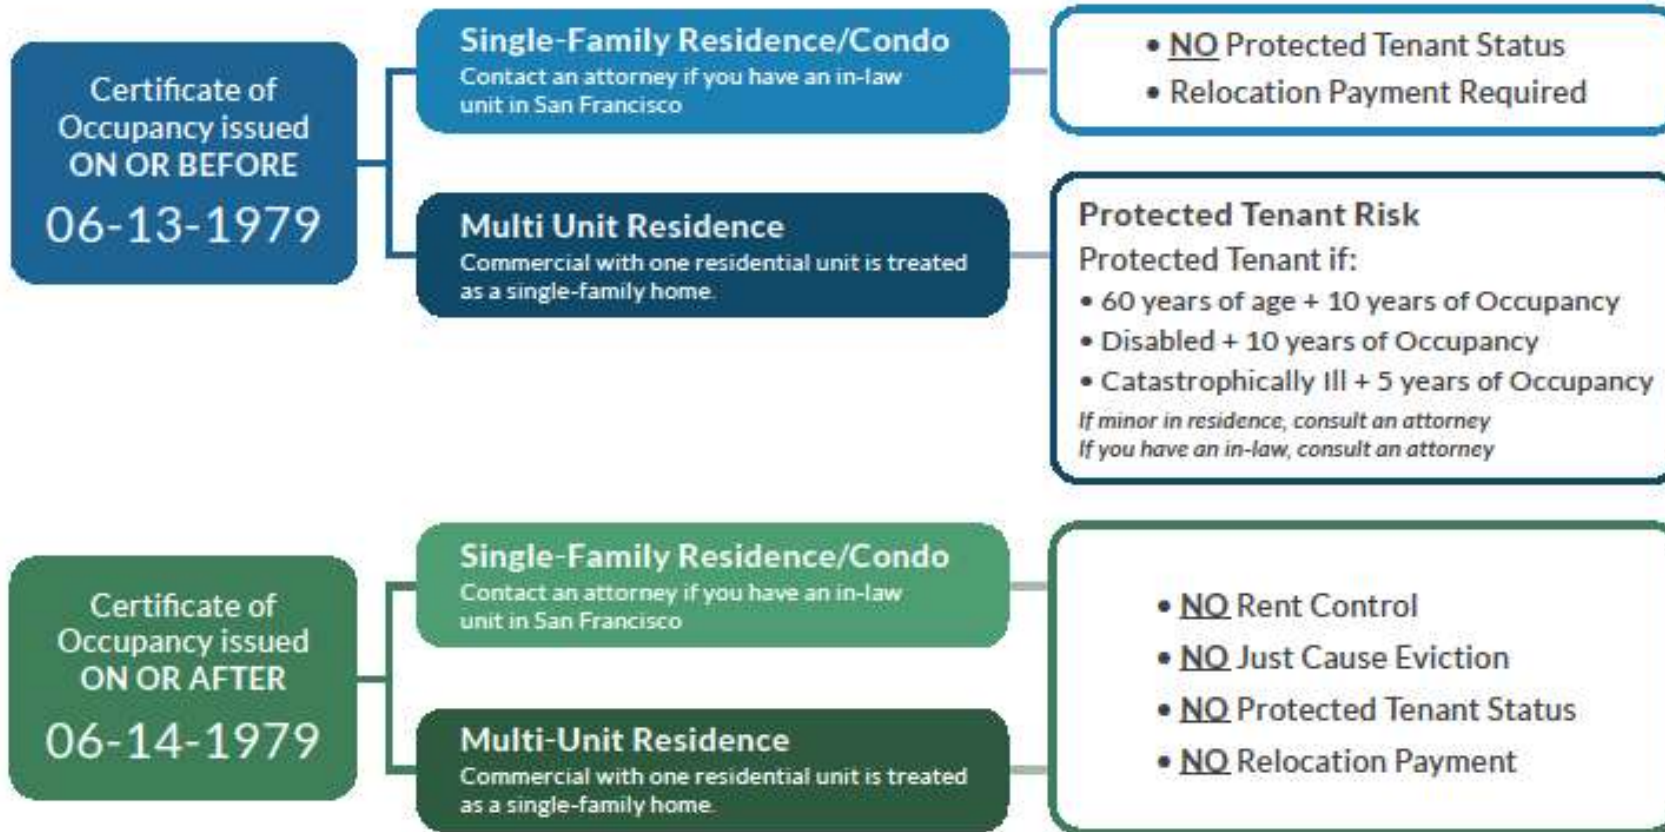 Certificate of
Occupancy issued
ON OR BEFORE
06-13-1979
Single-Family Residence/Condo
Contact an attorney if you have an in-law
unit in San Francisco
• NO Protected Tenant Status
• Relocation Payment Required
Multi Unit Residence
Commercial with one residential unit is treated
as a single-family home.
Protected Tenant Risk
Protected Tenant if:
• 60 years of age + 10 years of Occupancy
• Disabled + 10 years of Occupancy
• Catastrophically Ill + 5 years of Occupancy
If minor in residence, consult an attorney
If you have an in-law, consult an attorney
Certificate of
Occupancy issued
ON OR AFTER
06-14-1979
Single-Family Residence/Condo
Contact an attorney if you have an in-law
unit in San Francisco
Multi-Unit Residence
Commercial with one residential unit is treated
as a single-family home.
• NO Rent Control
• NO Just Cause Eviction
• NO Protected Tenant Status
• NO Relocation Payment